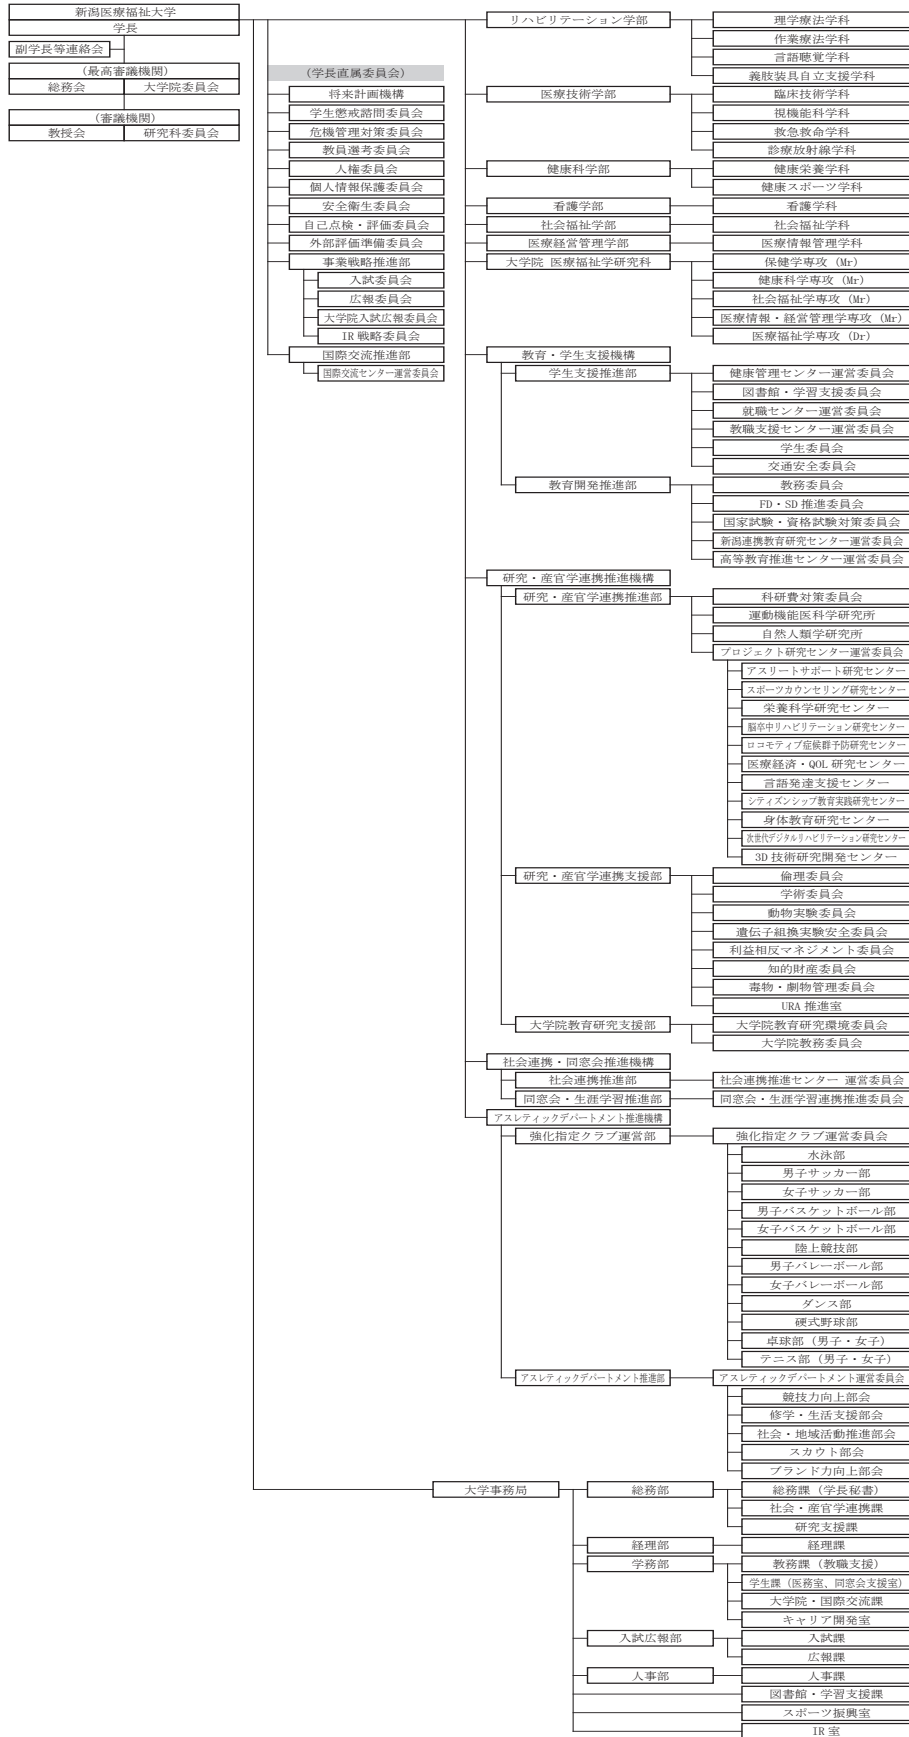 新潟医療福祉大学
学長
副学長等連絡会
(最高審議機関)
総務会 大学院委員会
(審議機関)
教授会 研究科委員会
(学長直属委員会)
将来計画機構
学生懲戒諮問委員会
危機管理対策委員会
教員選考委員会
人権委員会
個人情報保護委員会
安全衛生委員会
自己点検・評価委員会
外部評価準備委員会
事業戦略推進部
入試委員会
広報委員会
大学院入試広報委員会
IR 戦略委員会
国際交流推進部
国際交流センター運営委員会
リハビリテーション学部
理学療法学科
作業療法学科
言語聴覚学科
義肢装具自立支援学科
医療技術学部
臨床技術学科
視機能科学科
救急救命学科
診療放射線学科
健康科学部
健康栄養学科
健康スポーツ学科
看護学部
看護学科
社会福祉学部
社会福祉学科
医療経営管理学部
医療情報管理学科
大学院 医療福祉学研究科
保健学専攻 (Mr)
健康科学専攻 (Mr)
社会福祉学専攻 (Mr)
医療情報・経営管理学専攻 (Mr)
医療福祉学専攻 (Dr)
教育・学生支援機構
学生支援推進部
健康管理センター運営委員会
図書館・学習支援委員会
就職センター運営委員会
教職支援センター運営委員会
学生委員会
交通安全委員会
教育開発推進部
教務委員会
FD・SD 推進委員会
国家試験・資格試験対策委員会
新潟連携教育研究センター運営委員会
高等教育推進センター運営委員会
研究・産官学連携推進機構
研究・産官学連携推進部
科研費対策委員会
運動機能医科学研究所
自然人類学研究所
プロジェクト研究センター運営委員会
アスリートサポート研究センター
スポーツカウンセリング研究センター
栄養科学研究センター
脳卒中リハビリテーション研究センター
ロコモティブ症候群予防研究センター
医療経済・QOL 研究センター
言語発達支援センター
シティズンシップ教育実践研究センター
身体教育研究センター
次世代デジタルリハビリテーション研究センター
3D 技術研究開発センター
研究・産官学連携支援部
倫理委員会
学術委員会
動物実験委員会
遺伝子組換実験安全委員会
利益相反マネジメント委員会
知的財産委員会
毒物・劇物管理委員会
URA 推進室
大学院教育研究支援部
大学院教育研究環境委員会
大学院教務委員会
社会連携・同窓会推進機構
社会連携推進部
社会連携推進センター 運営委員会
同窓会・生涯学習推進部
同窓会・生涯学習連携推進委員会
アスレティックデパートメント推進機構
強化指定クラブ運営部
強化指定クラブ運営委員会
水泳部
男子サッカー部
女子サッカー部
男子バスケットボール部
女子バスケットボール部
陸上競技部
男子バレーボール部
女子バレーボール部
ダンス部
硬式野球部
卓球部 (男子・女子)
テニス部 (男子・女子)
アスレティックデパートメント推進部
アスレティックデパートメント運営委員会
競技力向上部会
修学・生活支援部会
社会・地域活動推進部会
スカウト部会
ブランド力向上部会
大学事務局
総務部
総務課 (学長秘書)
社会・産官学連携課
研究支援課
経理部
経理課
学務部
教務課 (教職支援)
学生課 (医務室、同窓会支援室)
大学院・国際交流課
キャリア開発室
入試広報部
入試課
広報課
人事部
人事課
図書館・学習支援課
スポーツ振興室
IR 室